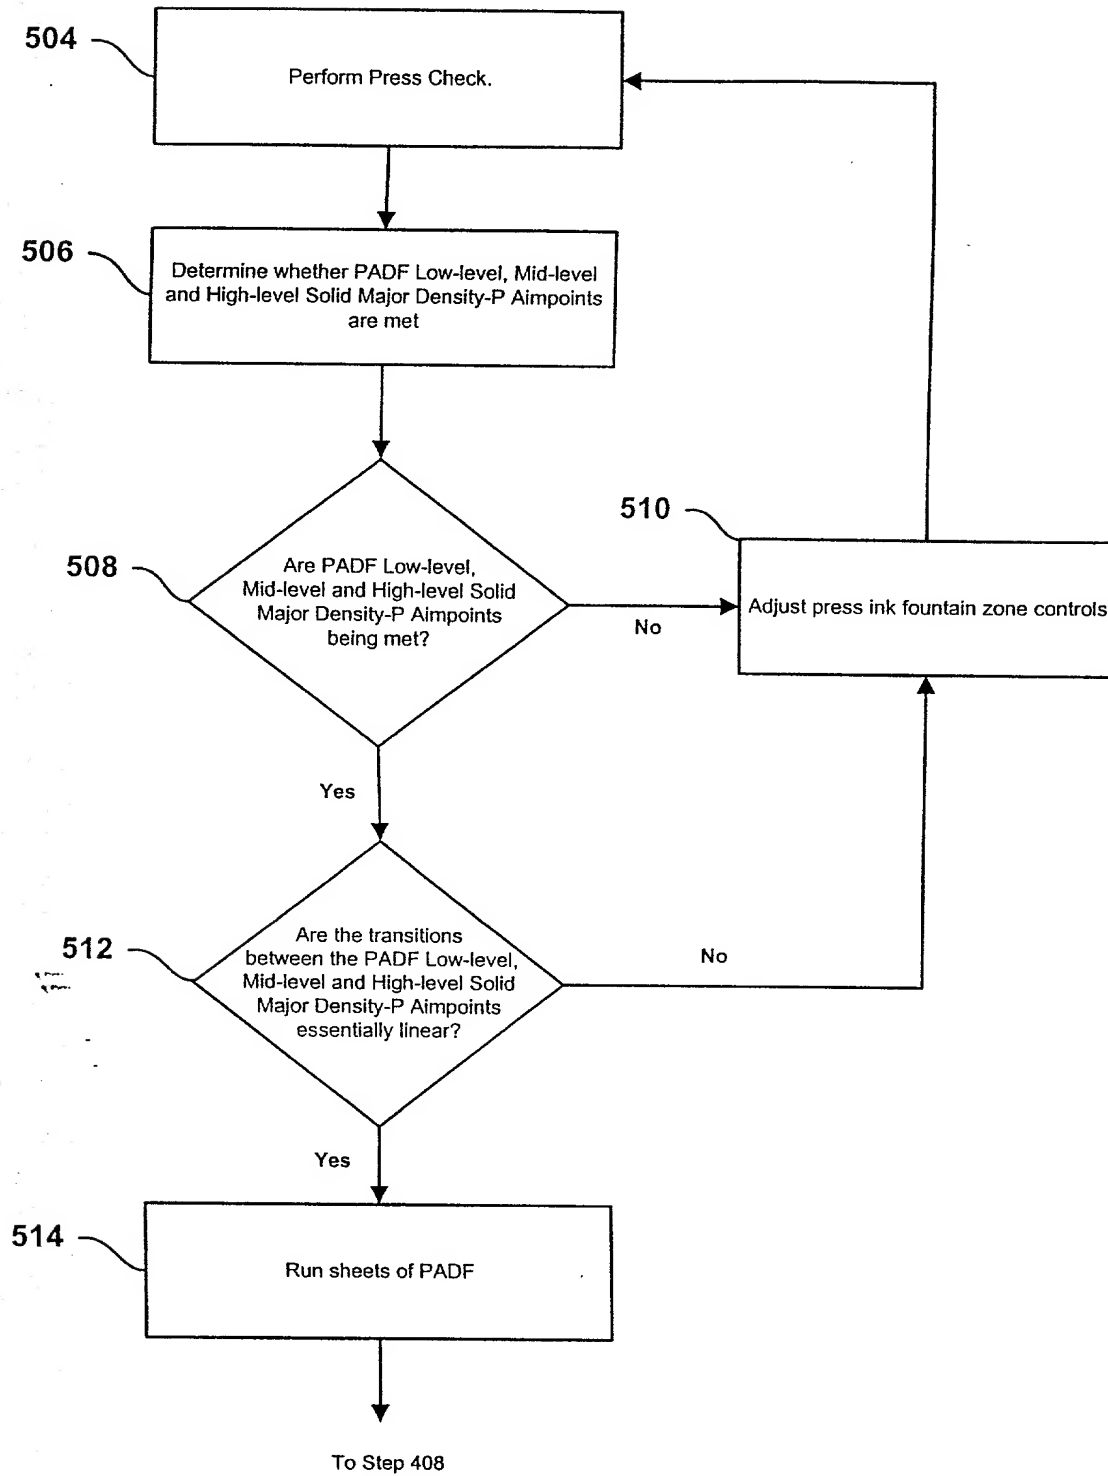 504
Perform Press Check.
506
Determine whether PADF Low-level, Mid-level
and High-level Solid Major Density-P Aimpoints
are met
508
Are PADF Low-level,
Mid-level and High-level Solid
Major Density-P Aimpoints
being met?
No
510
Adjust press ink fountain zone controls
Yes
512
Are the transitions
between the PADF Low-level,
Mid-level and High-level Solid
Major Density-P Aimpoints
essentially linear?
No
Yes
514
Run sheets of PADF
To Step 408